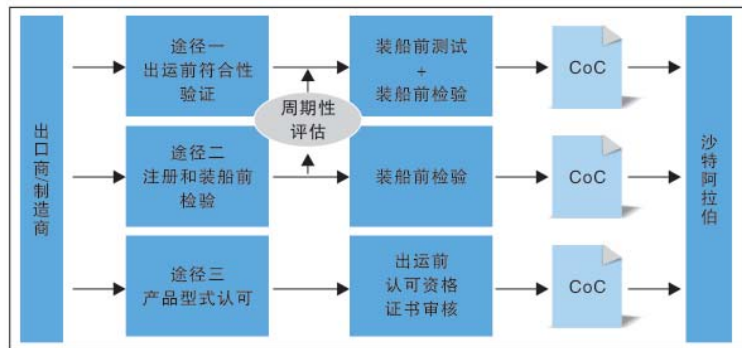 出口商/制造商
途径一
出运前符合性
验证
周期性
评估
装船前测试
+
装船前检验
CoC
途径二
注册和装船前
检验
装船前检验
CoC
途径三
产品型式认可
出运前
认可资格
证书审核
CoC
沙特阿拉伯